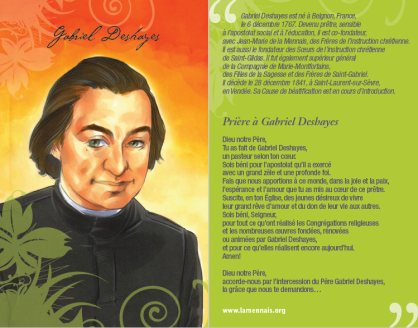 Gabriel Deshayes
Gabriel Deshayes est né à Beignon, France,
le 6 décembre 1767. Devenu prêtre, sensible
à l'apostolat social et à l'éducation, il est co-fondateur,
avec Jean-Marie de la Mennais, des Frères de l'Instruction chrétienne.
Il est aussi le fondateur des Sœurs de l'Instruction chrétienne
de Saint-Gildas. Il fut également supérieur général
de la Compagnie de Marie-Montfortains,
des Filles de la Sagesse et des Frères de Saint-Gabriel.
Il décède le 28 décembre 1841, à Saint-Laurent-sur-Sèvre,
en Vendée. Sa Cause de béatification est en cours d'introduction.
Prière à Gabriel Deshayes
Dieu notre Père,
Tu as fait de Gabriel Deshayes,
un pasteur selon ton cœur.
Sois béni pour l'apostolat qu'il a exercé
avec un grand zèle et une profonde foi.
Fais que nous apportions à ce monde, dans la joie et la paix,
l'espérance et l'amour que tu as mis au cœur de ce prêtre.
Suscite, en ton Église, des jeunes désireux de vivre
leur grand rêve d'amour et du don de leur vie aux autres.
Sois béni, Seigneur,
pour tout ce qu'ont réalisé les Congrégations religieuses
et les nombreuses œuvres fondées, rénovées
ou animées par Gabriel Deshayes,
et pour ce qu'elles réalisent encore aujourd'hui.
Amen!
Dieu notre Père,
accorde-nous par l'intercession du Père Gabriel Deshayes,
la grâce que nous te demandons…
www.lamennais.org